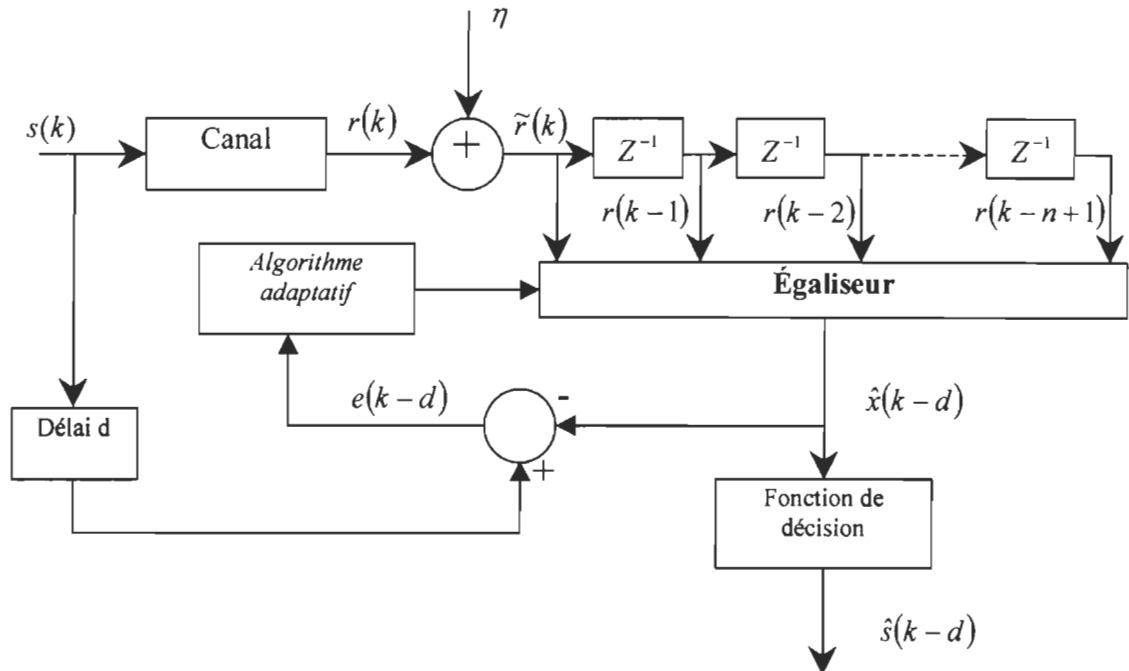 η
s(k)
Canal
r(k)
+
r̃(k)
Z⁻¹
Z⁻¹
Z⁻¹
r(k−1)
r(k−2)
r(k−n+1)
Algorithme
adaptatif
Égaliseur
e(k−d)
-
x̂(k−d)
Délai d
+
Fonction de
décision
ŝ(k−d)